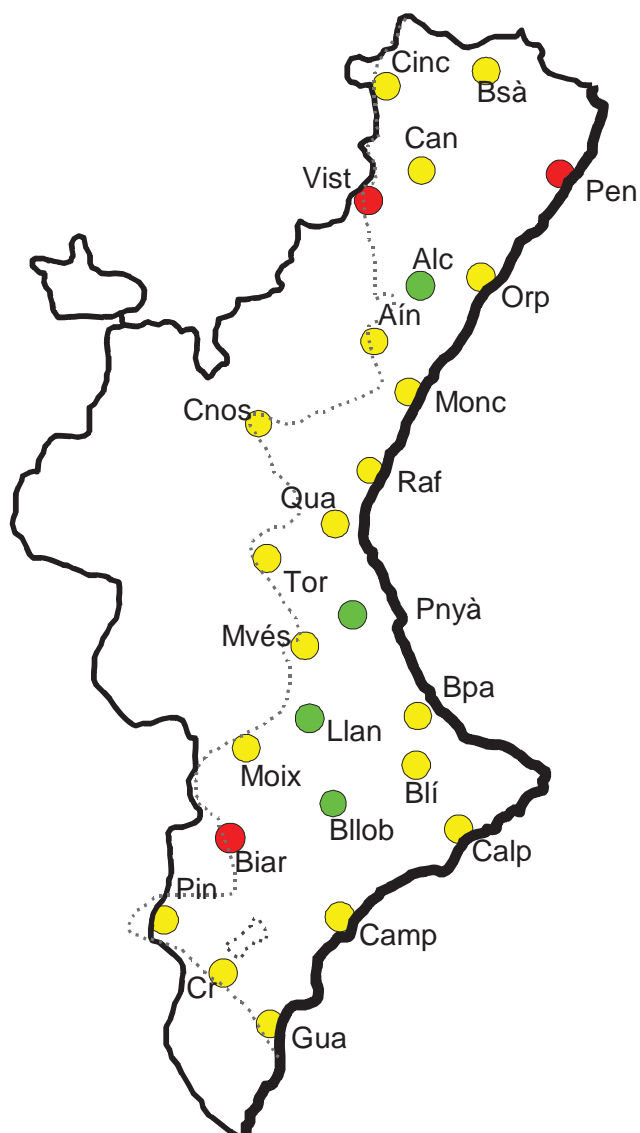 Cinc
Bsà
Can
Vist
Pen
Alc
Orp
Aín
Monc
Cnos
Raf
Qua
Tor
Pnyà
Mvés
Bpa
Llan
Moix
Blí
Bllob
Calp
Biar
Pin
Camp
Cr
Gua